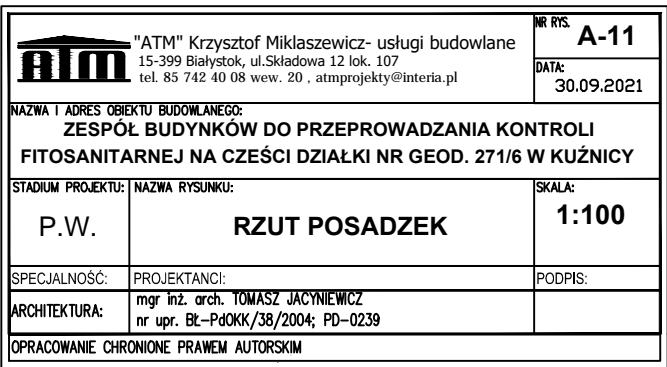 ATM
"ATM" Krzysztof Miklaszewicz- usługi budowlane
15-399 Białystok, ul.Składowa 12 lok. 107
tel. 85 742 40 08 wew. 20 , atmprojekty@interia.pl
NR RYS.
A-11
DATA:
30.09.2021
NAZWA I ADRES OBIEKTU BUDOWLANEGO:
ZESPÓŁ BUDYNKÓW DO PRZEPROWADZANIA KONTROLI
FITOSANITARNEJ NA CZEŚCI DZIAŁKI NR GEOD. 271/6 W KUŹNICY
STADIUM PROJEKTU:
P.W.
NAZWA RYSUNKU:
RZUT POSADZEK
SKALA:
1:100
SPECJALNOŚĆ:
PROJEKTANCI:
PODPIS:
ARCHITEKTURA:
mgr inż. arch. TOMASZ JACYNIEWICZ
nr upr. BŁ-PdOKK/38/2004; PD-0239
OPRACOWANIE CHRONIONE PRAWEM AUTORSKIM